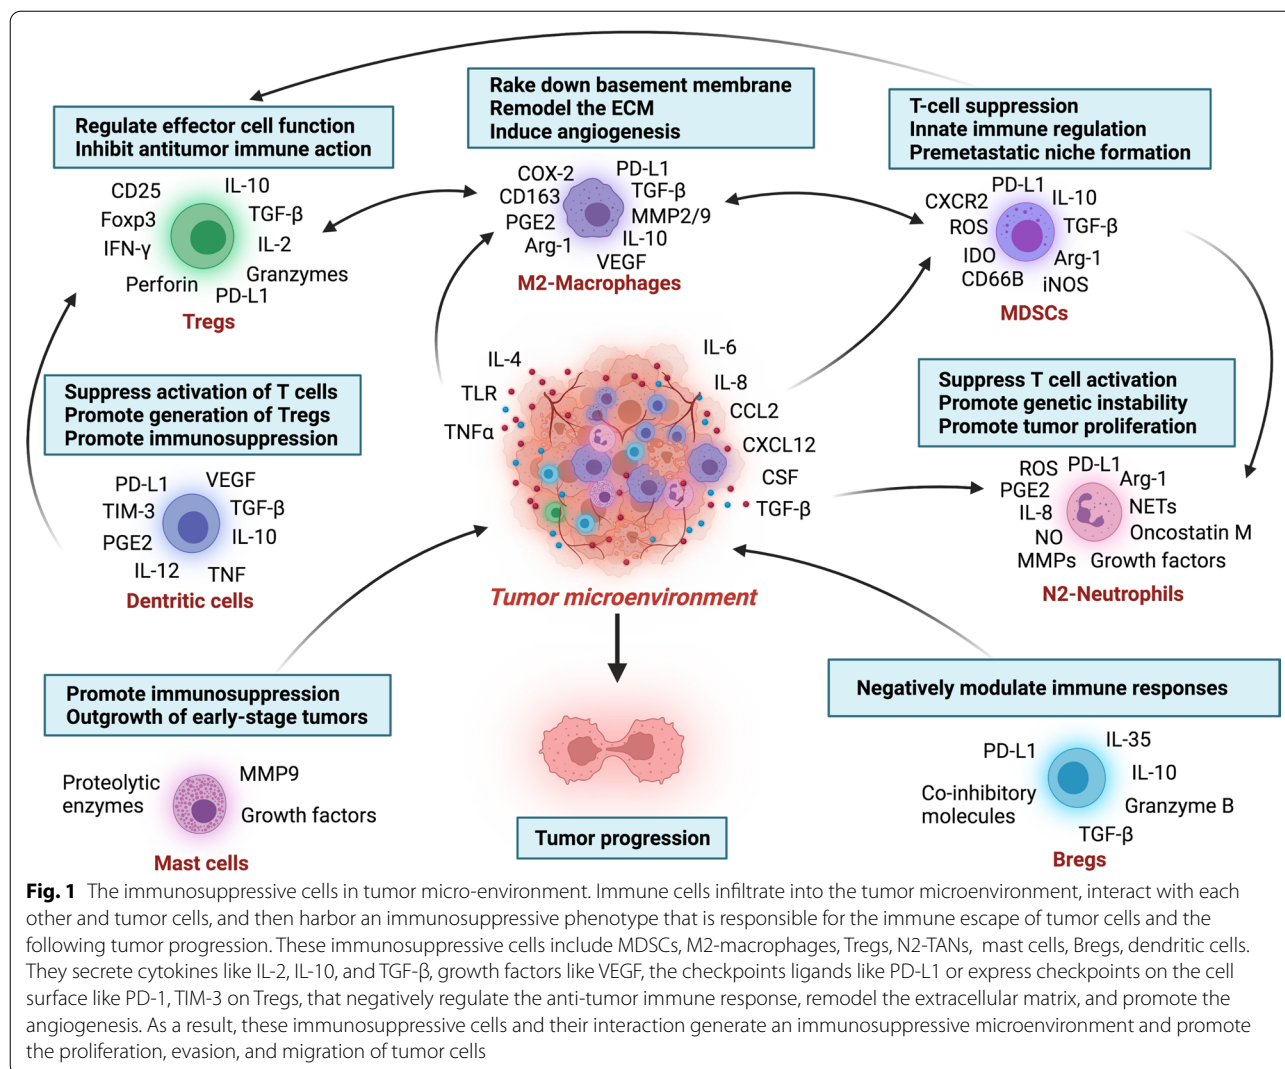 Rake down basement membrane
Remodel the ECM
Induce angiogenesis
Regulate effector cell function
Inhibit antitumor immune action
T-cell suppression
Innate immune regulation
Premetastatic niche formation
CD25
IL-10
Foxp3
TGF-β
IFN-γ
IL-2
Perforin
Granzymes
PD-L1
Tregs
COX-2
PD-L1
CD163
TGF-β
PGE2
MMP2/9
Arg-1
IL-10
VEGF
M2-Macrophages
PD-L1
CXCR2
IL-10
ROS
TGF-β
IDO
Arg-1
CD66B
iNOS
MDSCs
Suppress activation of T cells
Promote generation of Tregs
Promote immunosuppression
PD-L1
VEGF
TIM-3
TGF-β
PGE2
IL-10
IL-12
TNF
Dentritic cells
IL-4
TLR
TNFα
IL-6
IL-8
CCL2
CXCL12
CSF
TGF-β
Tumor microenvironment
Suppress T cell activation
Promote genetic instability
Promote tumor proliferation
ROS
PD-L1
Arg-1
PGE2
NETs
IL-8
Oncostatin M
NO
MMPs
Growth factors
N2-Neutrophils
Promote immunosuppression
Outgrowth of early-stage tumors
Proteolytic
enzymes
MMP9
Growth factors
Mast cells
Tumor progression
Negatively modulate immune responses
PD-L1
IL-35
IL-10
Co-inhibitory
molecules
Granzyme B
TGF-β
Bregs
Fig. 1 The immunosuppressive cells in tumor micro-environment. Immune cells infiltrate into the tumor microenvironment, interact with each
other and tumor cells, and then harbor an immunosuppressive phenotype that is responsible for the immune escape of tumor cells and the
following tumor progression. These immunosuppressive cells include MDSCs, M2-macrophages, Tregs, N2-TANs, mast cells, Bregs, dendritic cells.
They secrete cytokines like IL-2, IL-10, and TGF-β, growth factors like VEGF, the checkpoints ligands like PD-L1 or express checkpoints on the cell
surface like PD-1, TIM-3 on Tregs, that negatively regulate the anti-tumor immune response, remodel the extracellular matrix, and promote the
angiogenesis. As a result, these immunosuppressive cells and their interaction generate an immunosuppressive microenvironment and promote
the proliferation, evasion, and migration of tumor cells